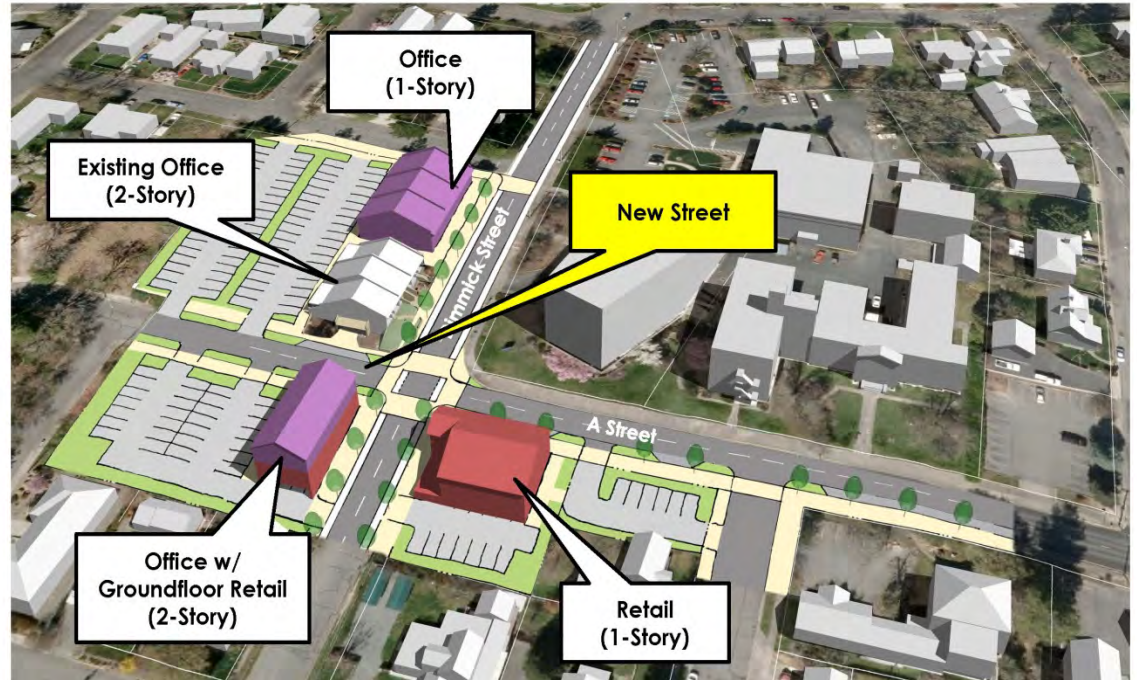 Office
(1-Story)
Existing Office
(2-Story)
New Street
A Street
Office w/
Groundfloor Retail
(2-Story)
Retail
(1-Story)